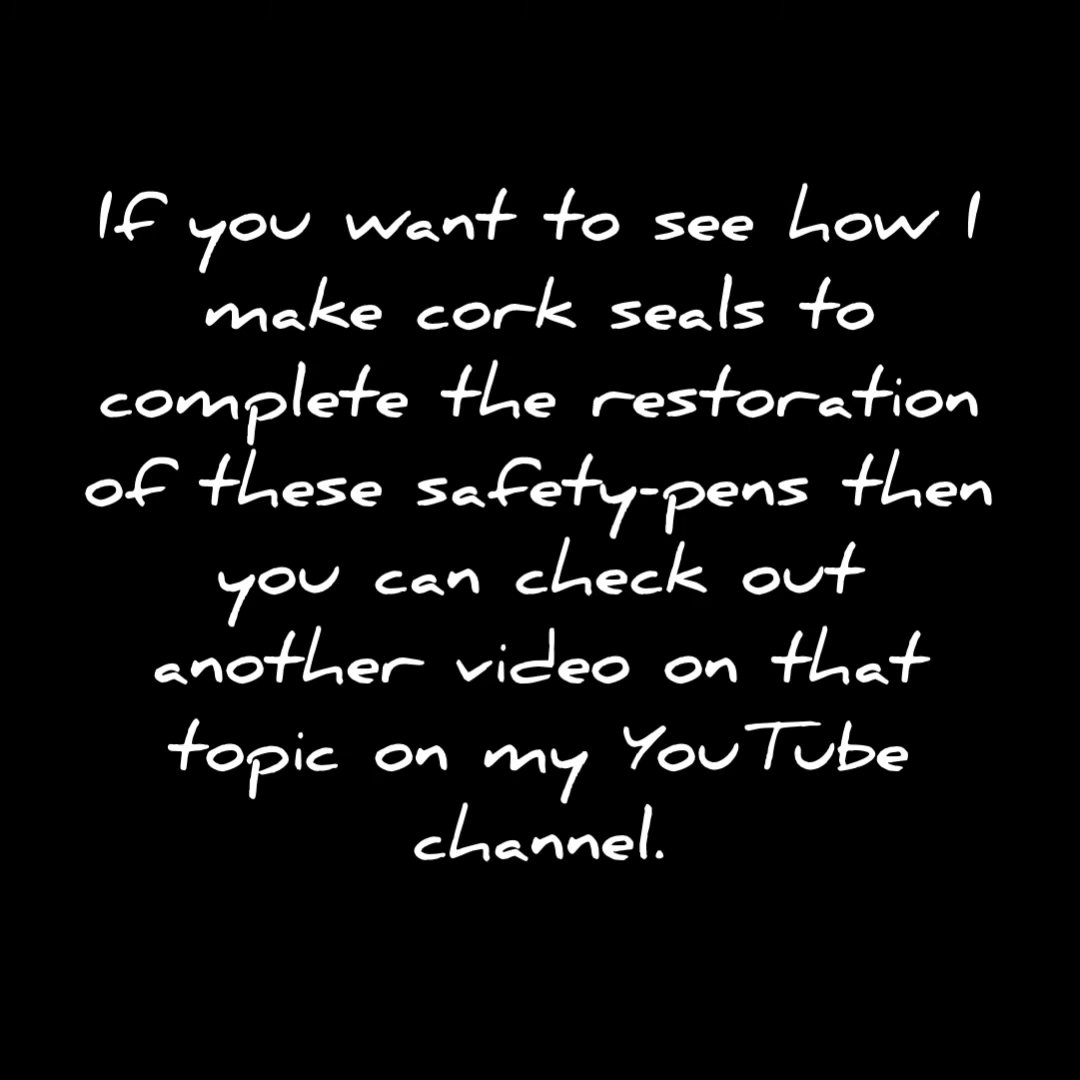 If you want to see how I
make cork seals to
complete the restoration
of these safety-pens then
you can check out
another video on that
topic on my YouTube
channel.